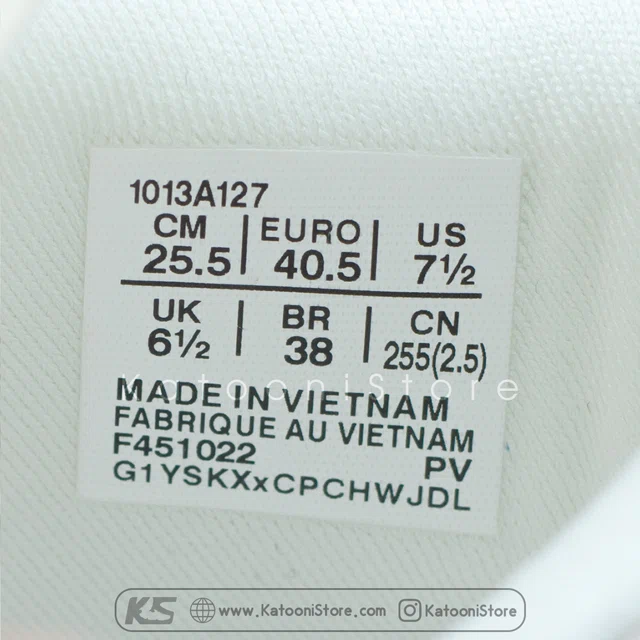 1013A127
CM | EURO | US
25.5 | 40.5 | 7½
UK | BR | CN
6½ | 38 | 255(2.5)
KatooniStore
MADE IN VIETNAM
FABRIQUE AU VIETNAM
F451022 PV
G1YSKXxCPCHWJDL
KS www.KatooniStore.com KatooniStore